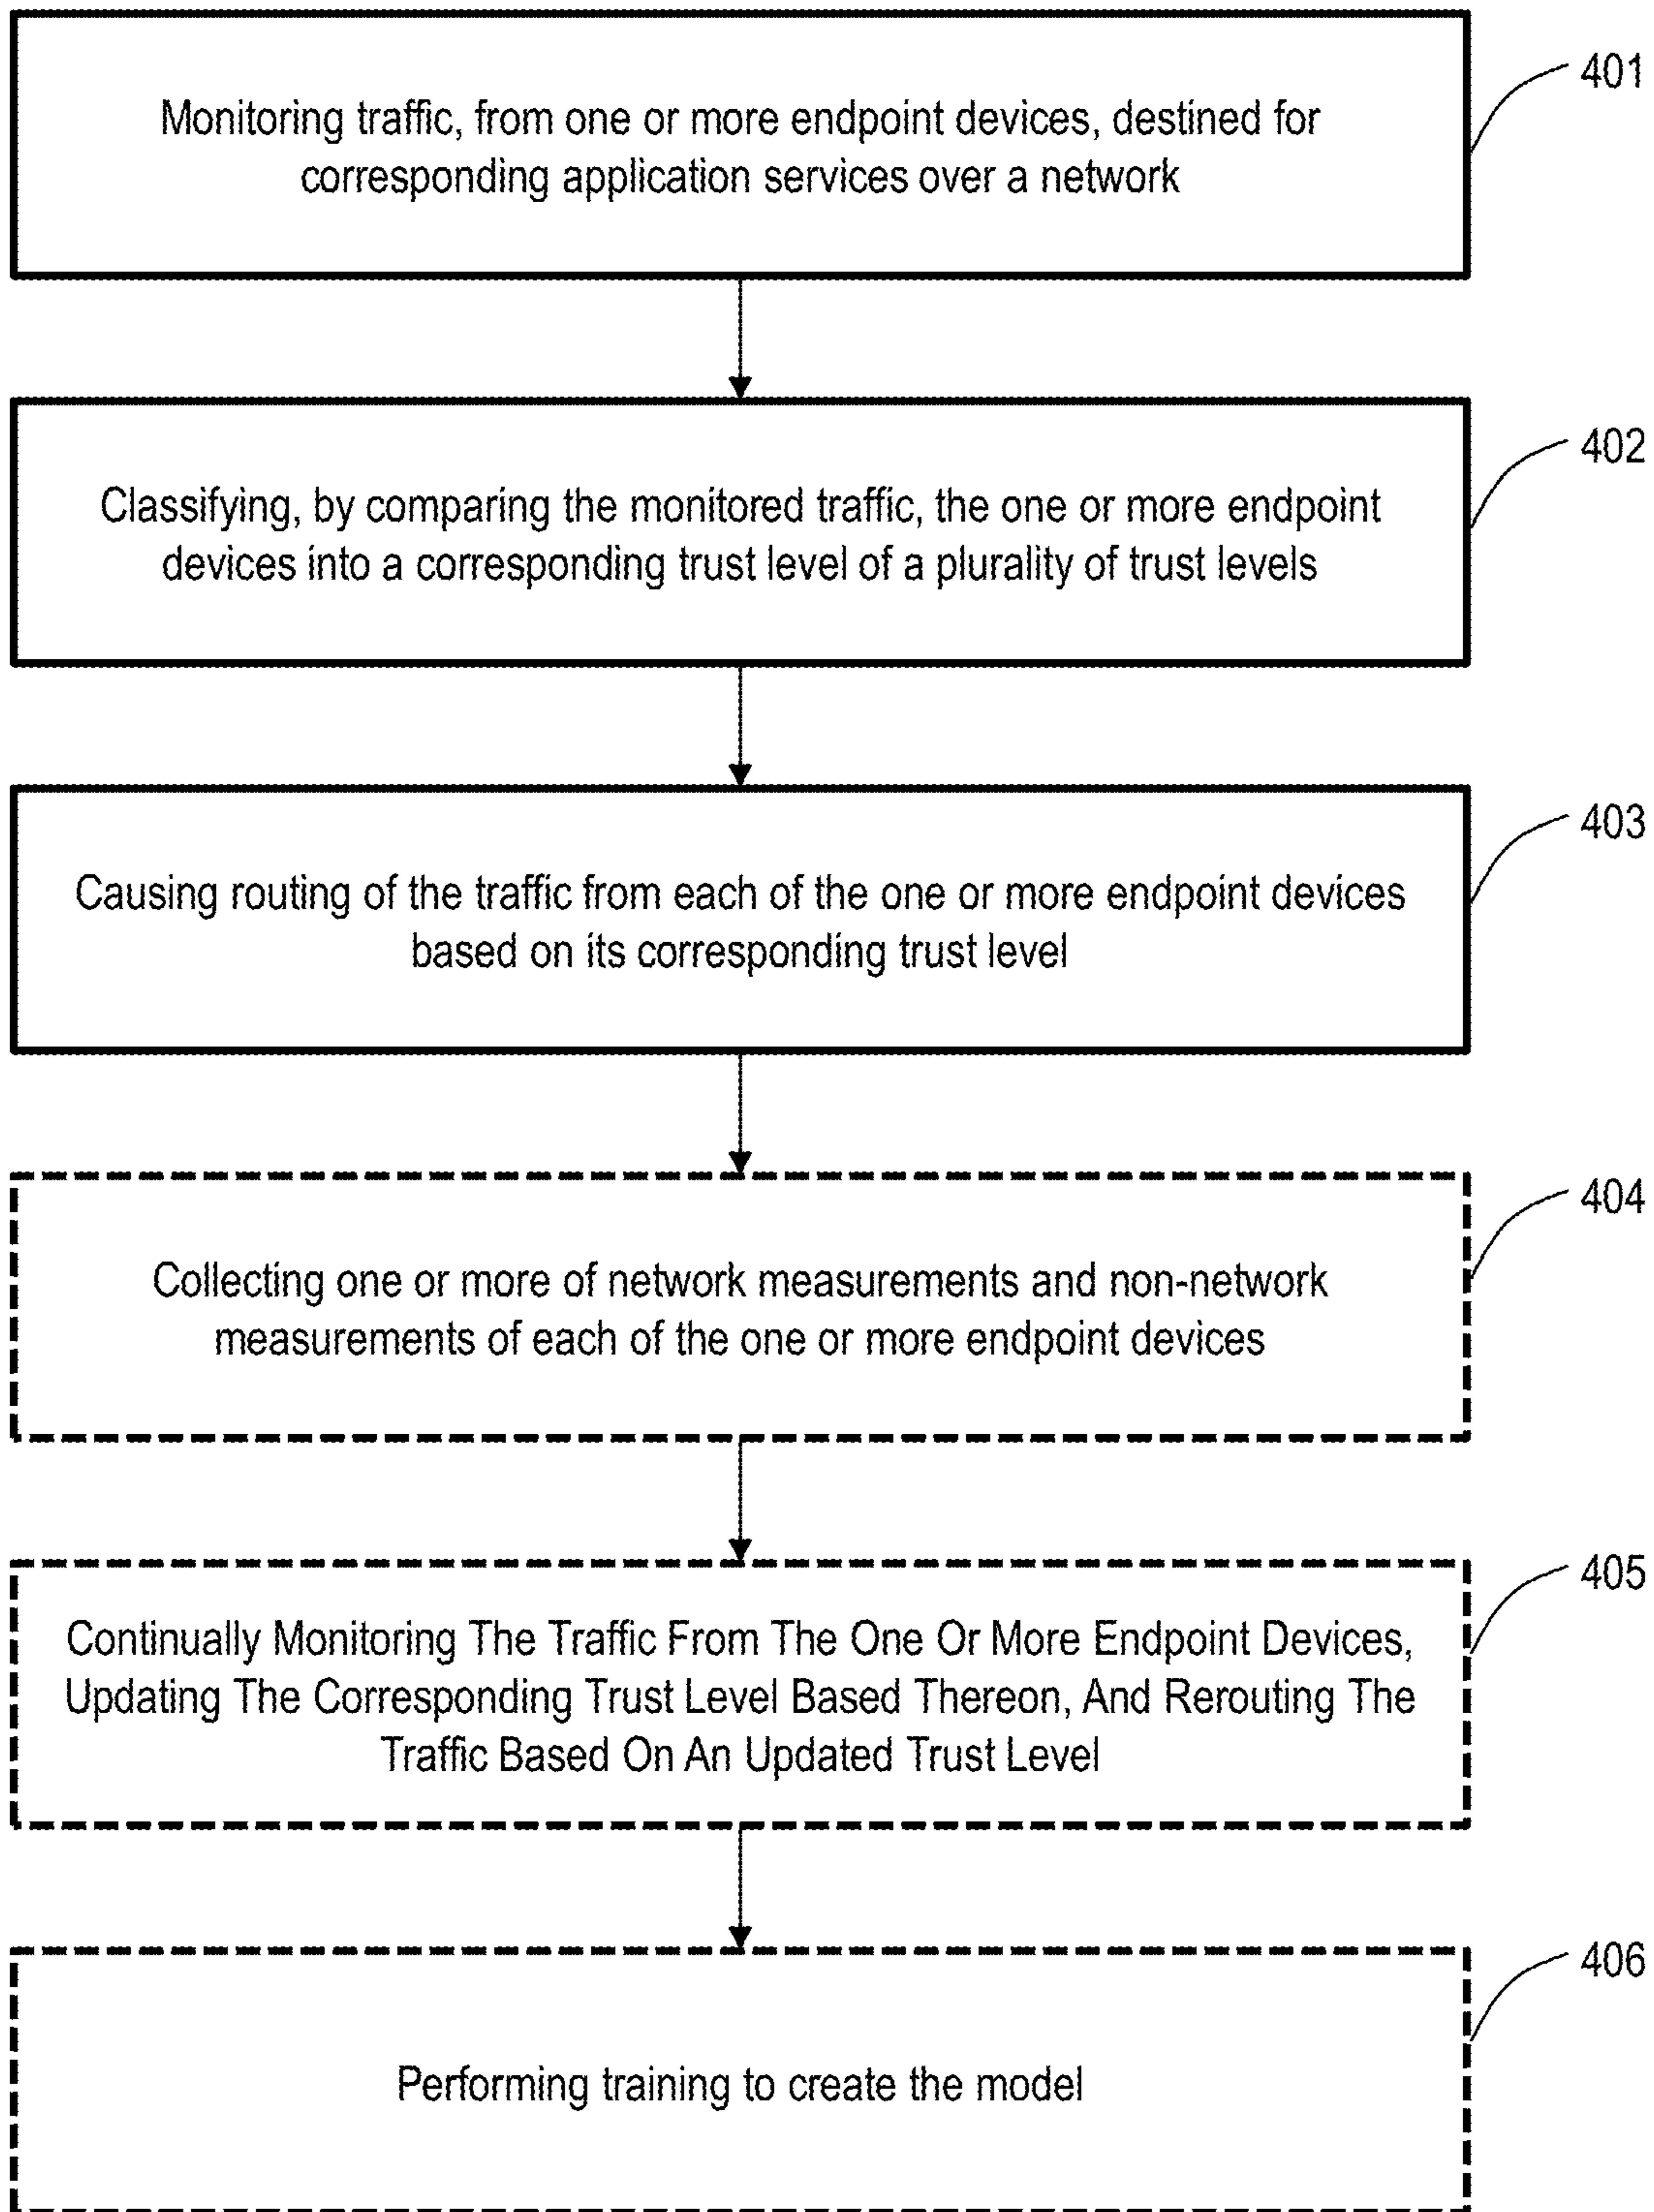 401
Monitoring traffic, from one or more endpoint devices, destined for
corresponding application services over a network
402
Classifying, by comparing the monitored traffic, the one or more endpoint
devices into a corresponding trust level of a plurality of trust levels
403
Causing routing of the traffic from each of the one or more endpoint devices
based on its corresponding trust level
404
Collecting one or more of network measurements and non-network
measurements of each of the one or more endpoint devices
405
Continually Monitoring The Traffic From The One Or More Endpoint Devices,
Updating The Corresponding Trust Level Based Thereon, And Rerouting The
Traffic Based On An Updated Trust Level
406
Performing training to create the model